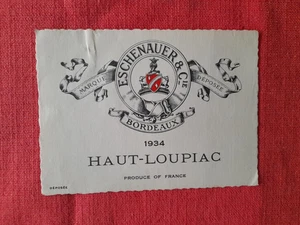 ESCHENAUER & CIE
MARQUE DÉPOSÉE
BORDEAUX
1934
HAUT-LOUPIAC
PRODUCE OF FRANCE